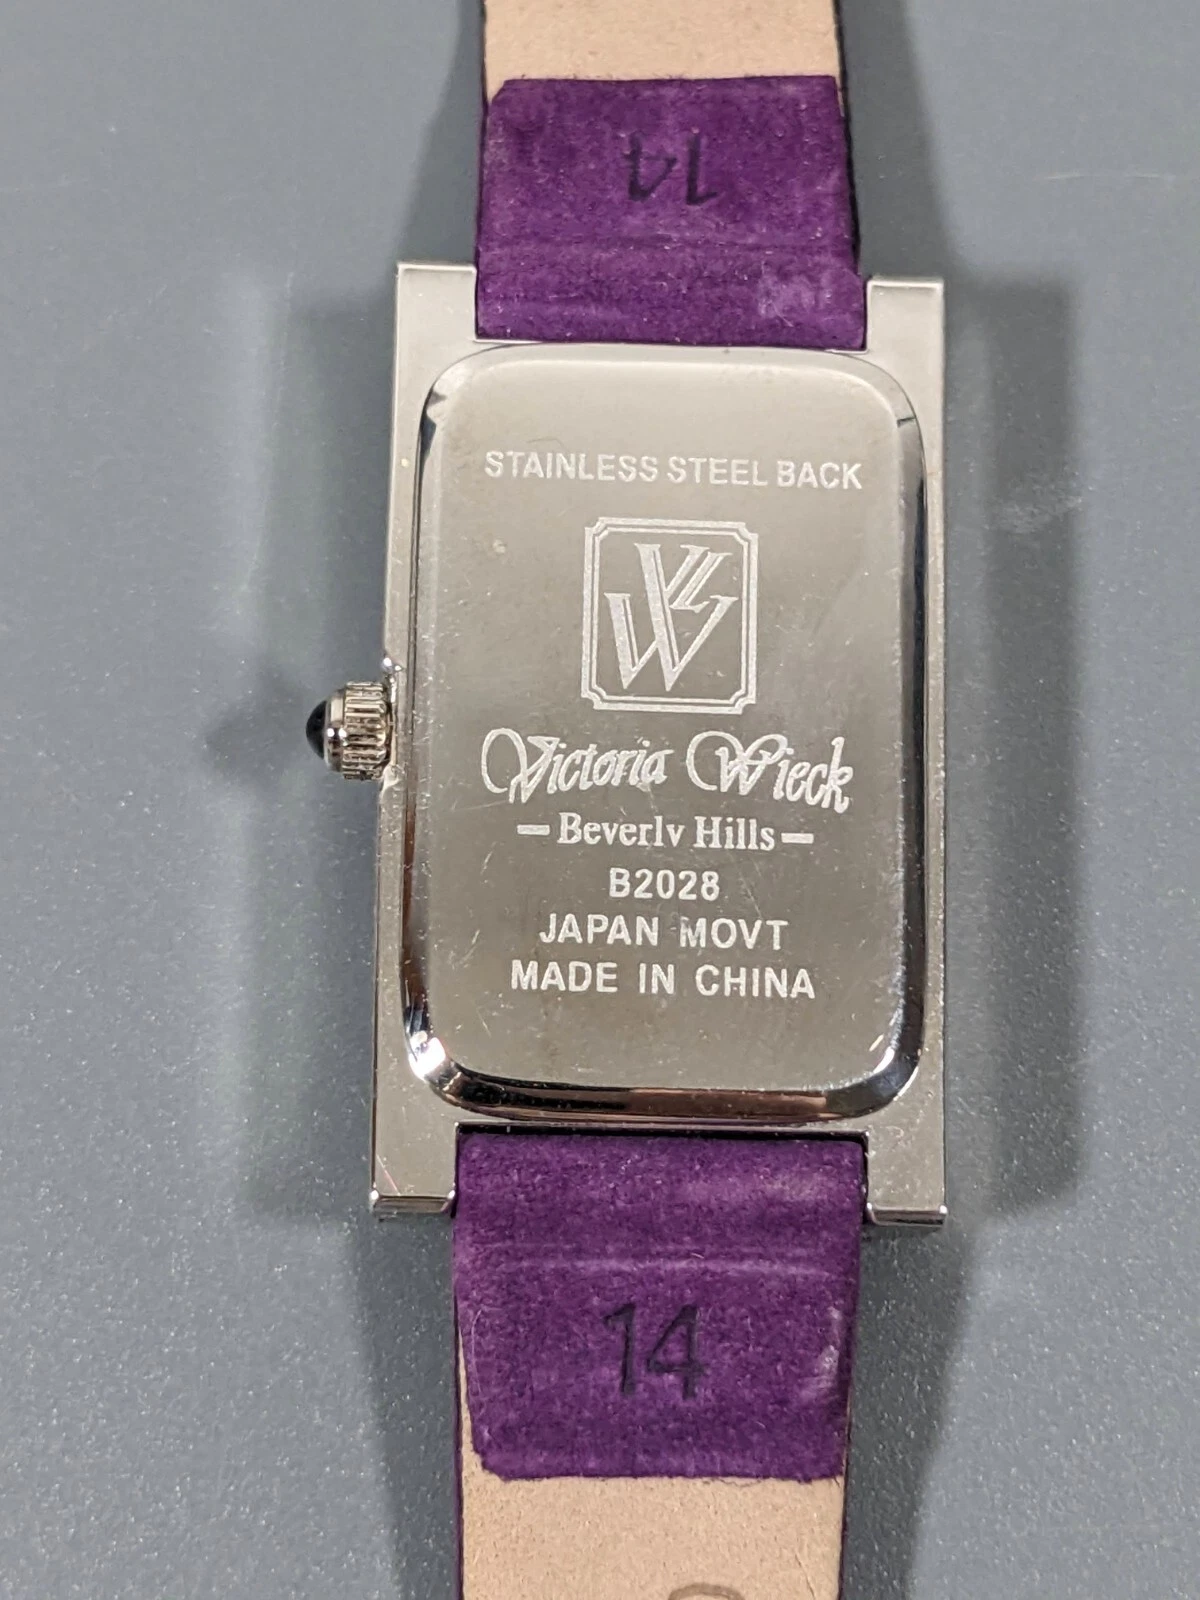 14
STAINLESS STEEL BACK
VW
Victoria Wieck
- Beverly Hills -
B2028
JAPAN MOVT
MADE IN CHINA
14